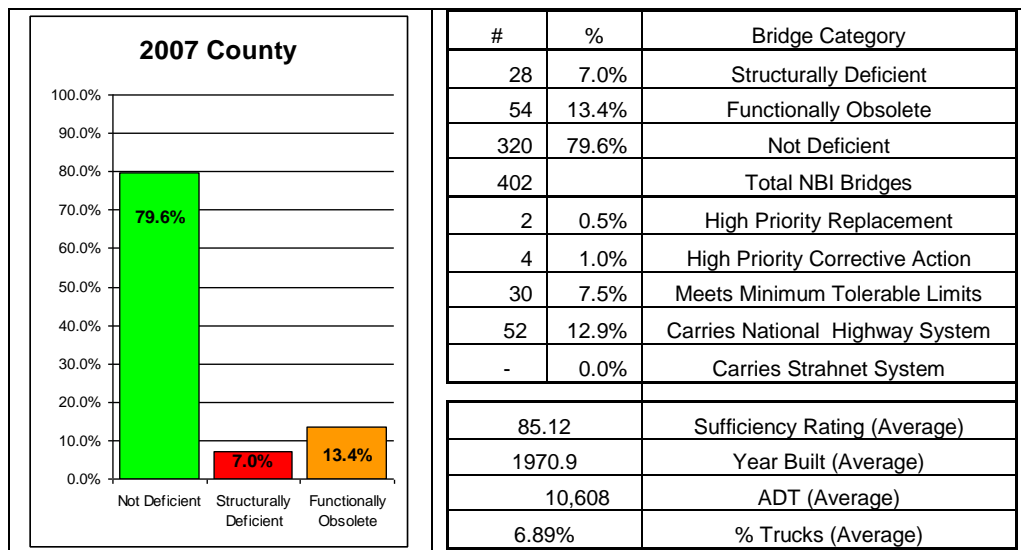 2007 County
100.0%
90.0%
80.0%
70.0%
60.0%
50.0%
40.0%
30.0%
20.0%
10.0%
0.0%
79.6%
7.0%
13.4%
Not Deficient
Structurally
Deficient
Functionally
Obsolete
# % Bridge Category
28 7.0% Structurally Deficient
54 13.4% Functionally Obsolete
320 79.6% Not Deficient
402 Total NBI Bridges
2 0.5% High Priority Replacement
4 1.0% High Priority Corrective Action
30 7.5% Meets Minimum Tolerable Limits
52 12.9% Carries National Highway System
- 0.0% Carries Strahnet System
85.12 Sufficiency Rating (Average)
1970.9 Year Built (Average)
10,608 ADT (Average)
6.89% % Trucks (Average)